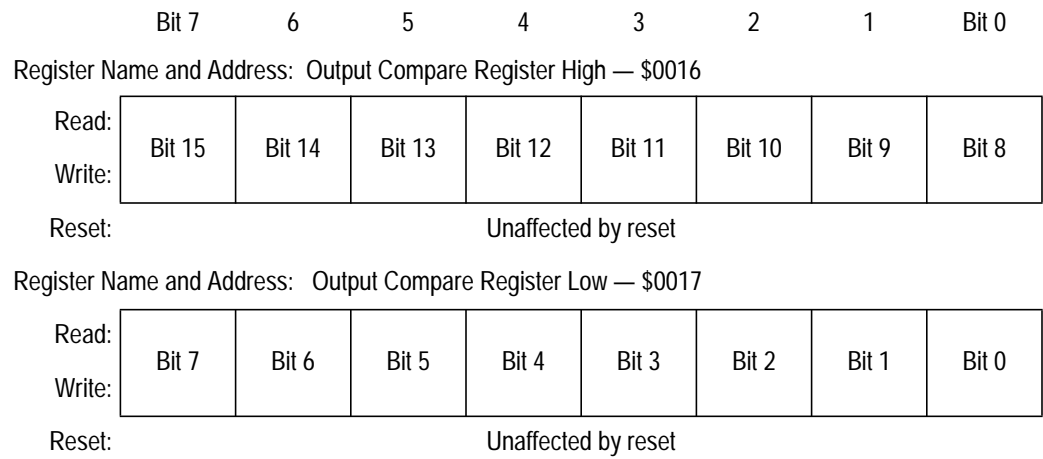 Bit 7 6 5 4 3 2 1 Bit 0
Register Name and Address: Output Compare Register High — $0016
Read:
Bit 15 Bit 14 Bit 13 Bit 12 Bit 11 Bit 10 Bit 9 Bit 8
Write:
Reset: Unaffected by reset
Register Name and Address: Output Compare Register Low — $0017
Read:
Bit 7 Bit 6 Bit 5 Bit 4 Bit 3 Bit 2 Bit 1 Bit 0
Write:
Reset: Unaffected by reset